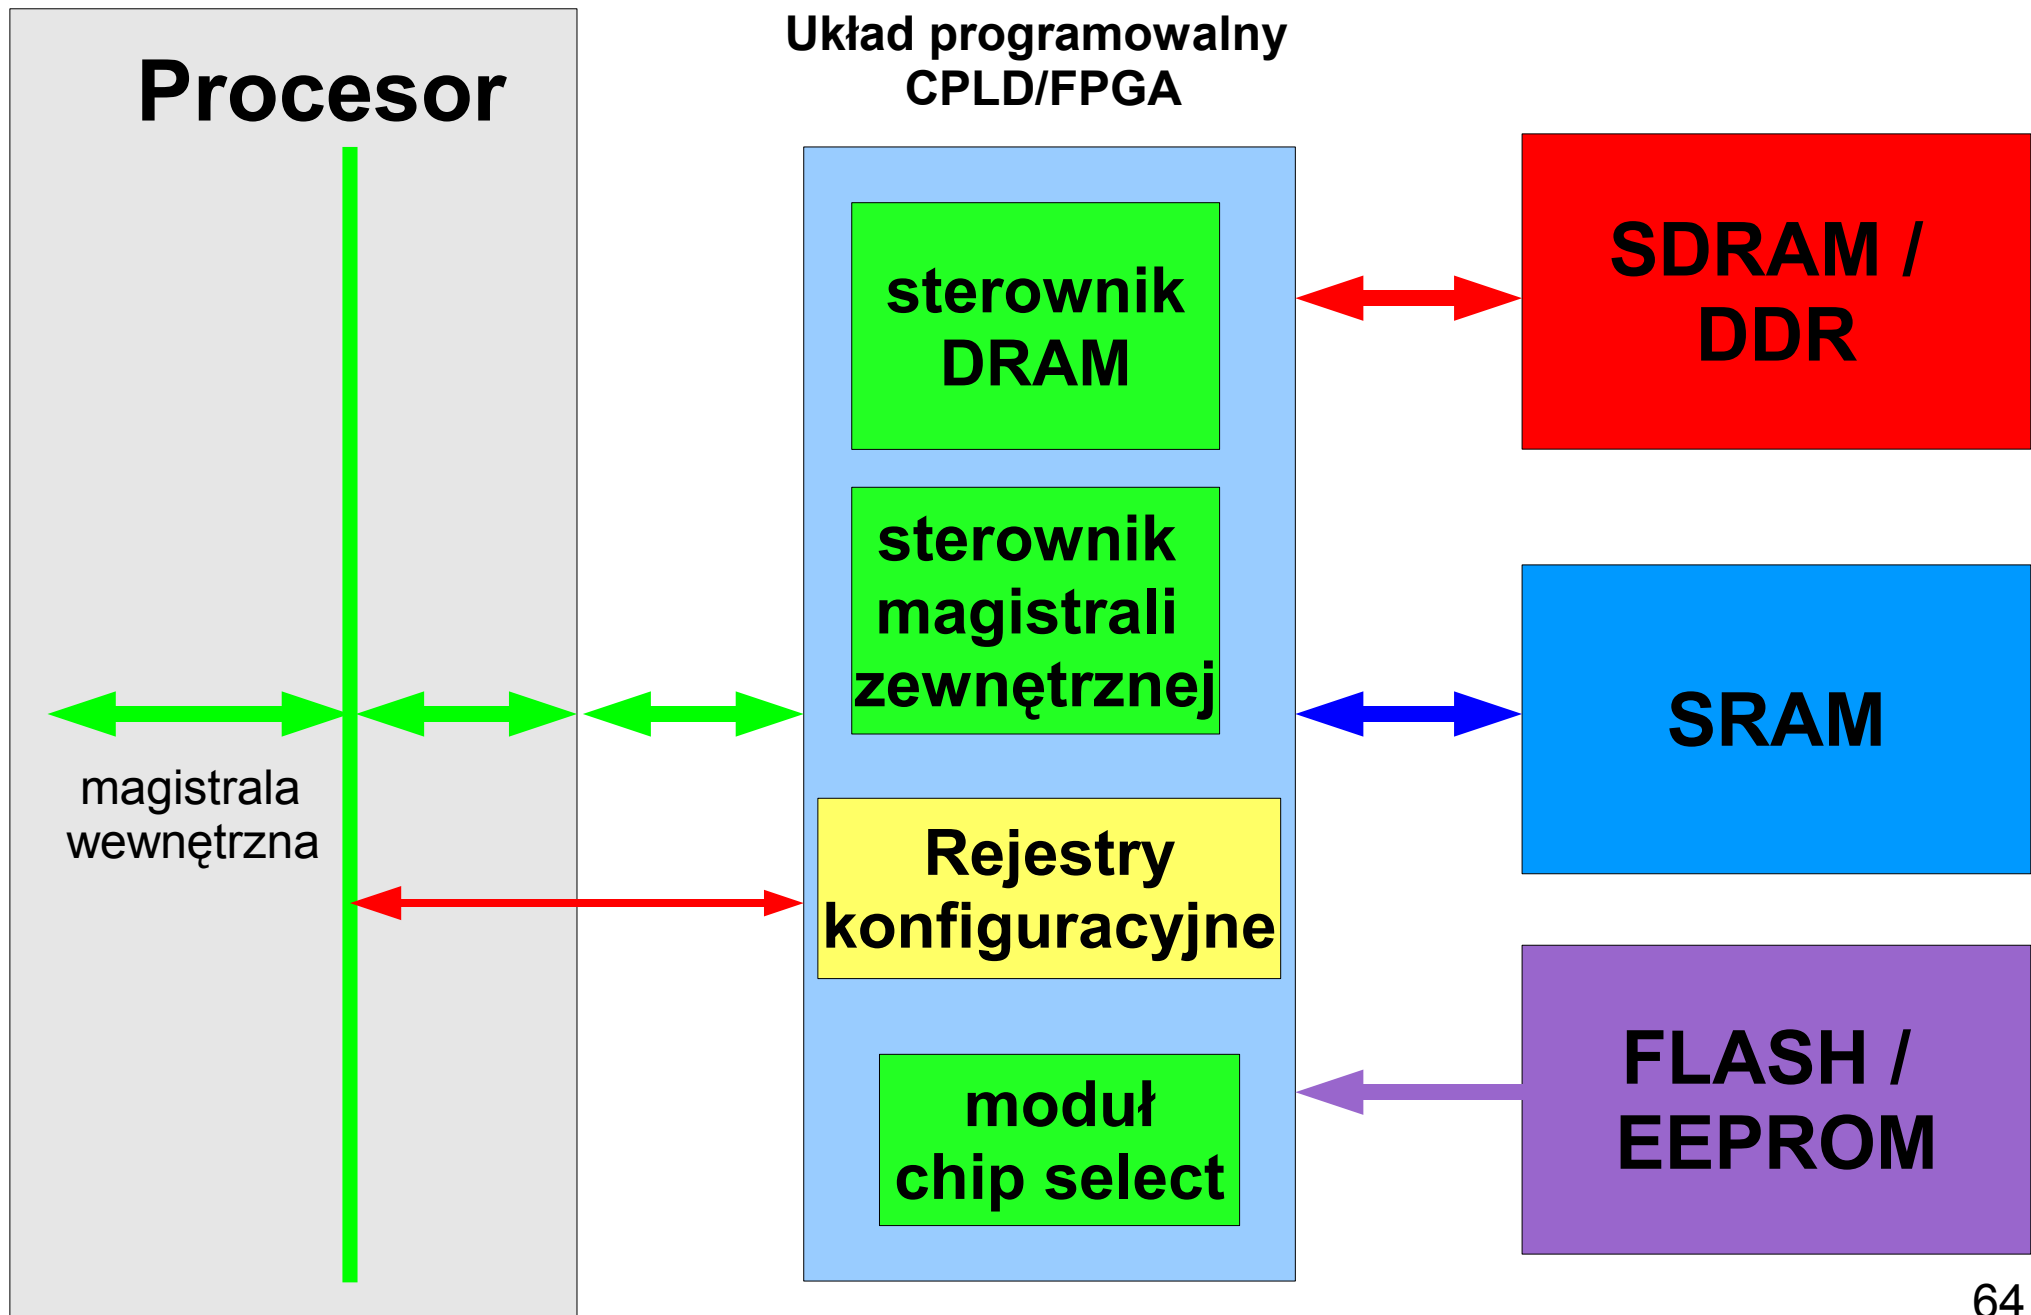 Procesor
magistrala
wewnętrzna
Układ programowalny
CPLD/FPGA
sterownik
DRAM
sterownik
magistrali
zewnętrznej
Rejestry
konfiguracyjne
moduł
chip select
SDRAM /
DDR
SRAM
FLASH /
EEPROM
64